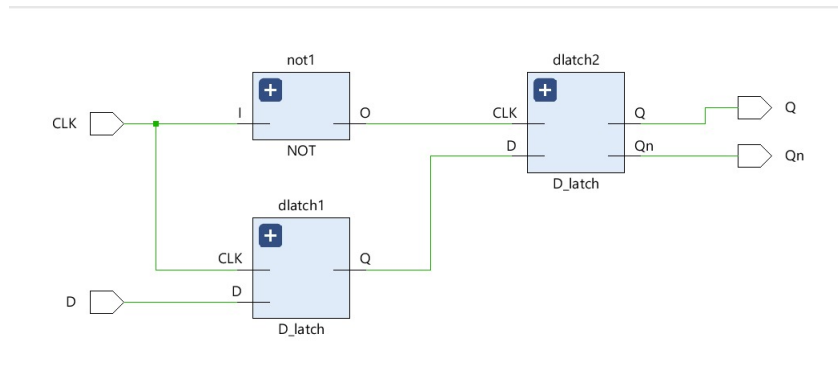 not1
dlatch2
CLK
I
O
CLK
Q
Q
D
Qn
Qn
NOT
D_latch
dlatch1
CLK
Q
D
D
D_latch